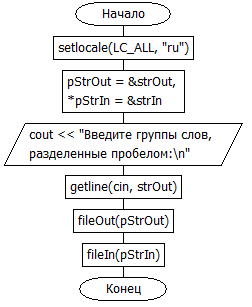 Начало
setlocale(LC_ALL, "ru")
pStrOut = &strOut,
*pStrIn = &strIn
cout << "Введите группы слов,
разделенные пробелом:\n"
getline(cin, strOut)
fileOut(pStrOut)
fileIn(pStrIn)
Конец